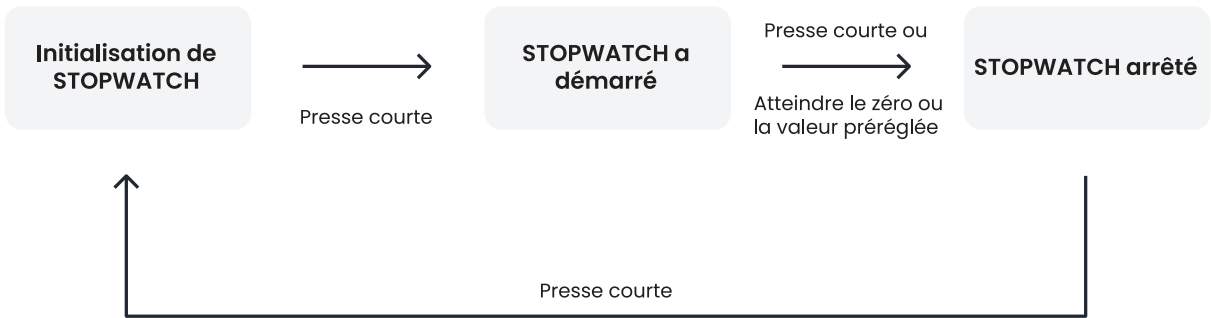 Initialisation de
STOPWATCH
Presse courte
STOPWATCH a
démarré
Presse courte ou
Atteindre le zéro ou
la valeur préréglée
STOPWATCH arrêté
Presse courte